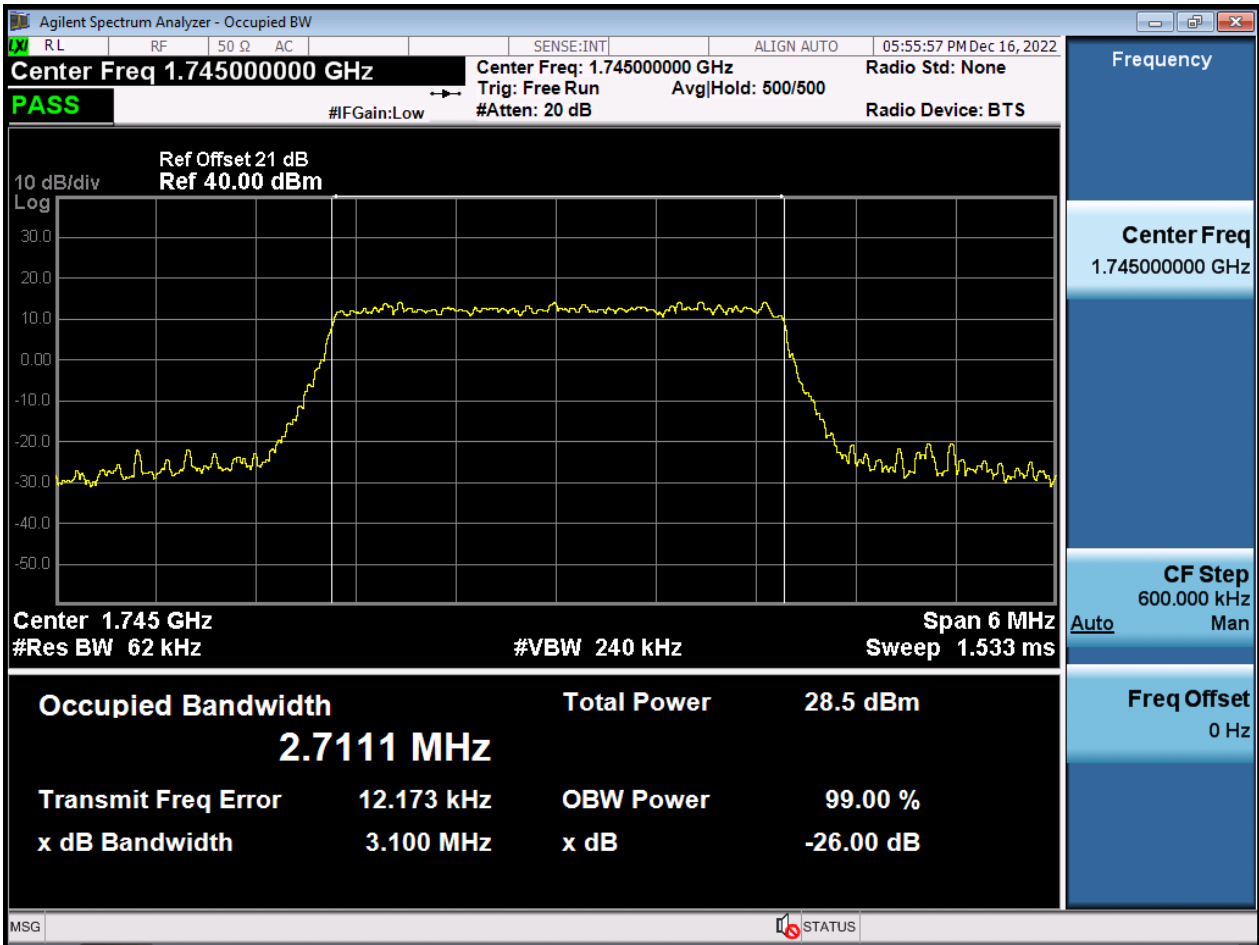 Agilent Spectrum Analyzer - Occupied BW
LXI RL RF 50 Ω AC SENSE:INT ALIGN AUTO 05:55:57 PM Dec 16, 2022
Center Freq 1.745000000 GHz
PASS
#IFGain:Low
Center Freq: 1.745000000 GHz
Trig: Free Run Avg|Hold: 500/500
#Atten: 20 dB
Radio Std: None
Radio Device: BTS
Ref Offset 21 dB
10 dB/div Ref 40.00 dBm
Log
30.0
20.0
10.0
0.00
-10.0
-20.0
-30.0
-40.0
-50.0
Center 1.745 GHz Span 6 MHz
#Res BW 62 kHz #VBW 240 kHz Sweep 1.533 ms
Occupied Bandwidth Total Power 28.5 dBm
2.7111 MHz
Transmit Freq Error 12.173 kHz OBW Power 99.00 %
x dB Bandwidth 3.100 MHz x dB -26.00 dB
Frequency
Center Freq
1.745000000 GHz
CF Step
600.000 kHz
Auto Man
Freq Offset
0 Hz
MSG STATUS